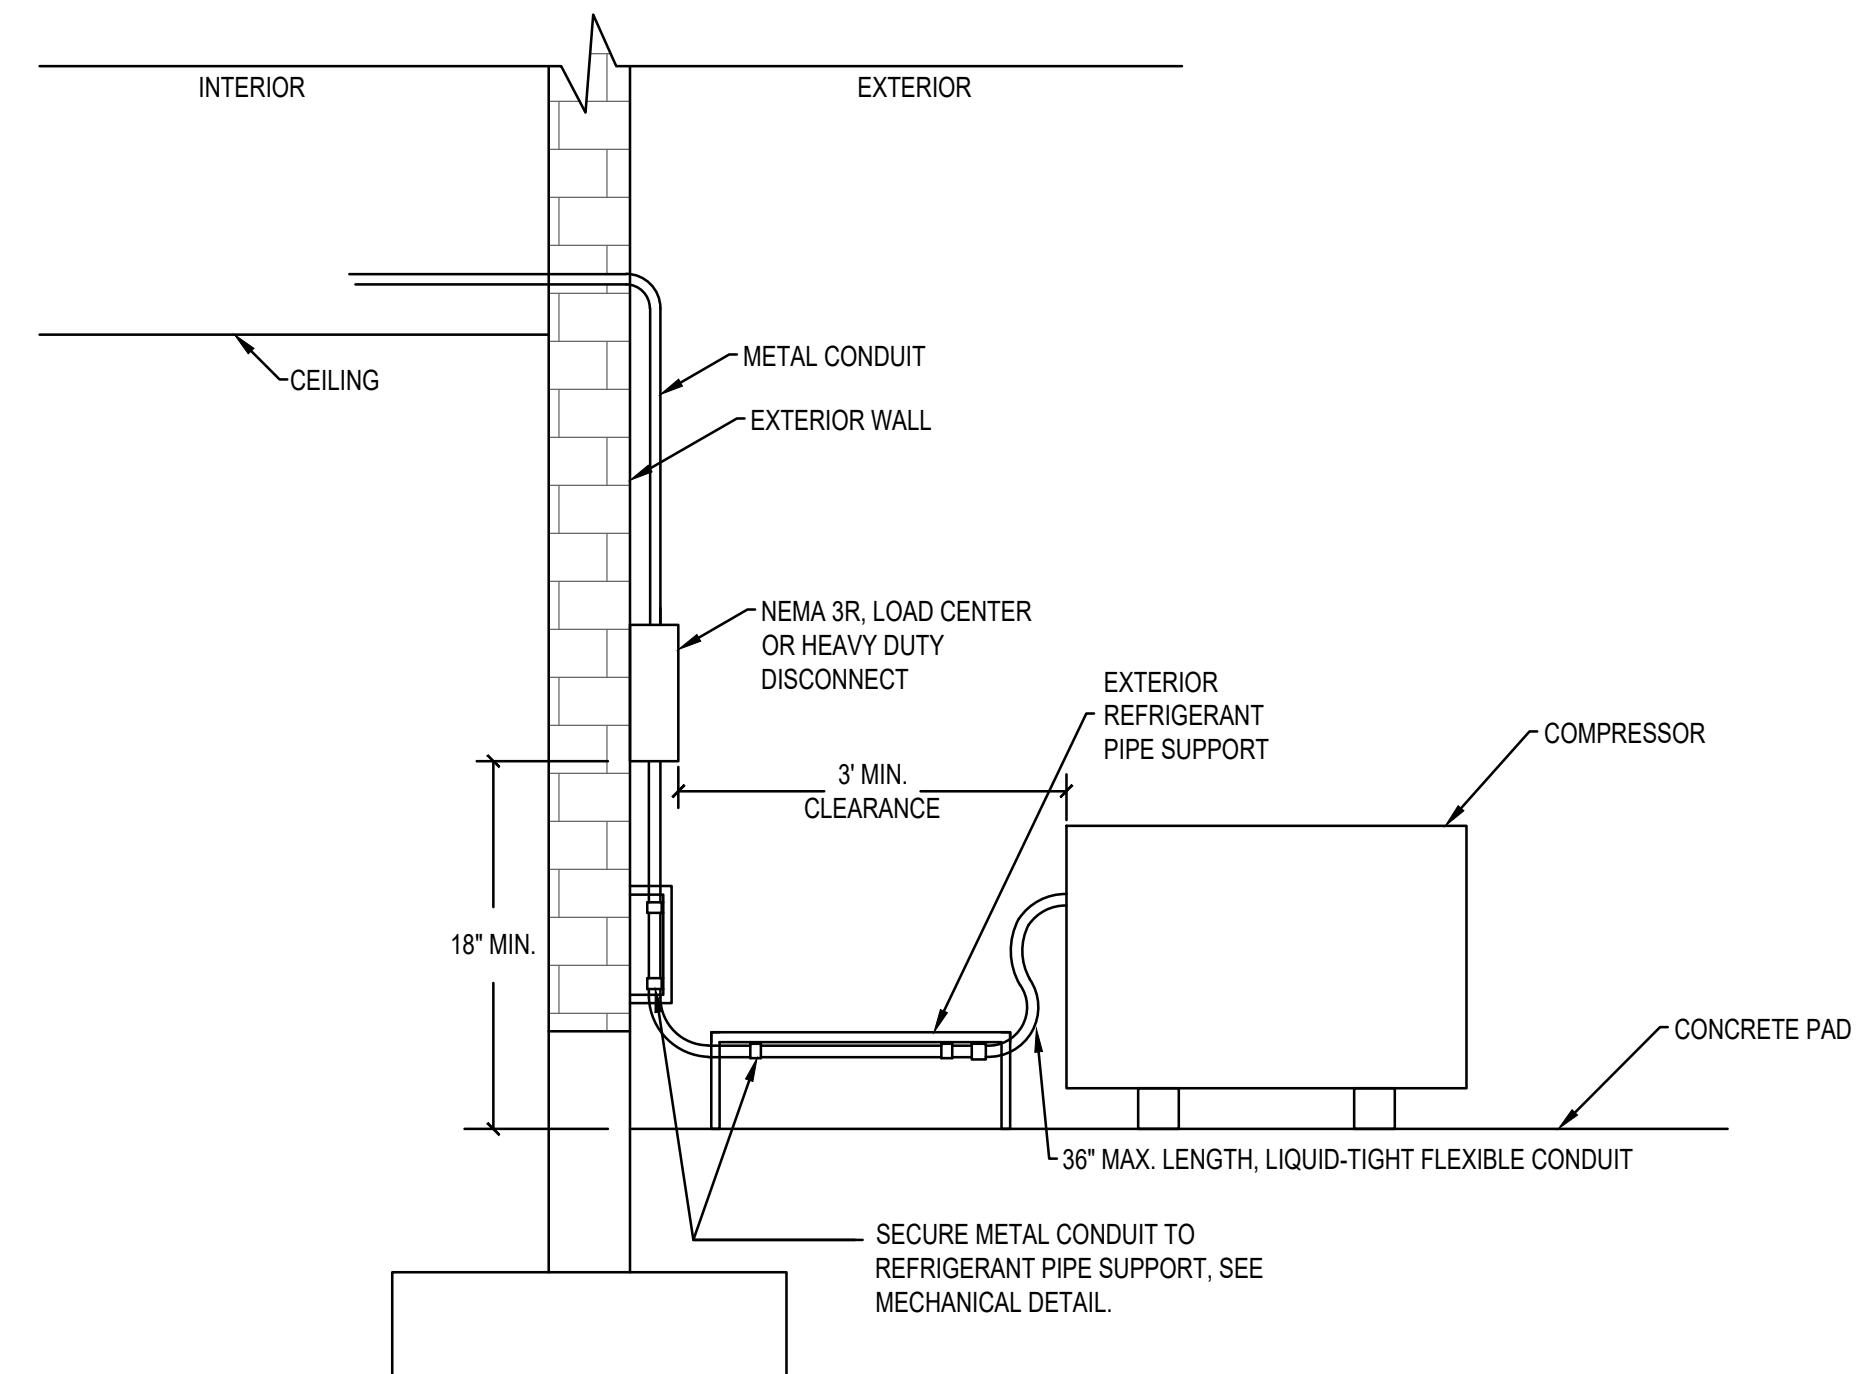 INTERIOR
EXTERIOR
METAL CONDUIT
CEILING
EXTERIOR WALL
NEMA 3R, LOAD CENTER
OR HEAVY DUTY
DISCONNECT
EXTERIOR
REFRIGERANT
PIPE SUPPORT
COMPRESSOR
3' MIN.
CLEARANCE
18" MIN.
CONCRETE PAD
36" MAX. LENGTH, LIQUID-TIGHT FLEXIBLE CONDUIT
SECURE METAL CONDUIT TO
REFRIGERANT PIPE SUPPORT, SEE
MECHANICAL DETAIL.